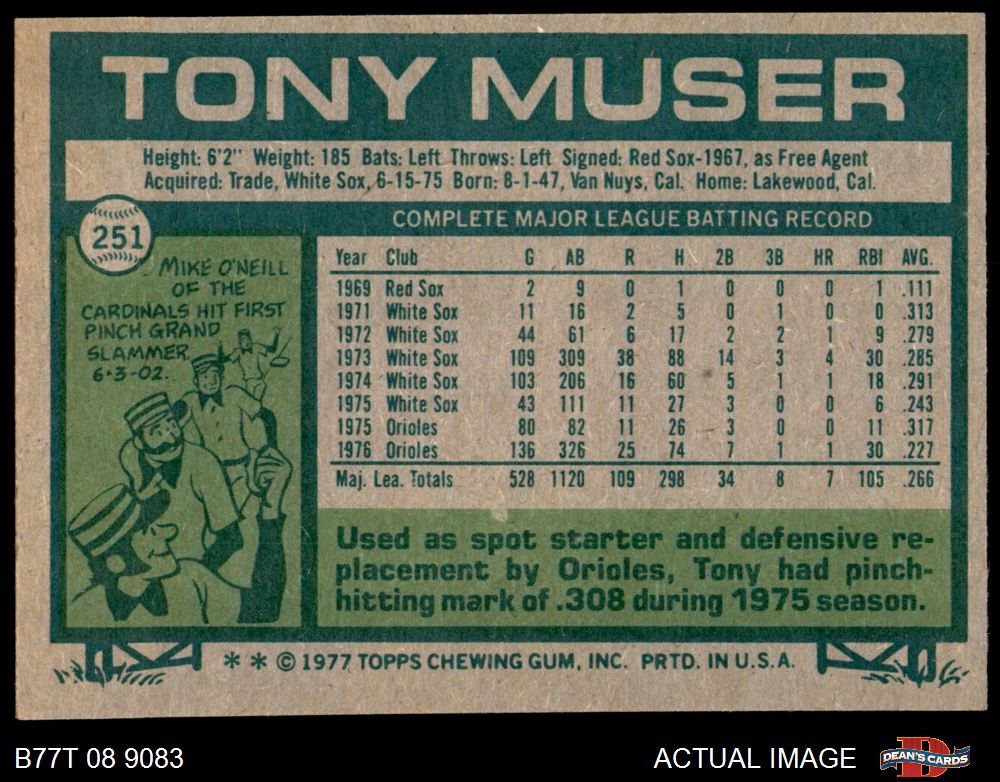 TONY MUSER
Height: 6'2" Weight: 185 Bats: Left Throws: Left Signed: Red Sox-1967, as Free Agent
Acquired: Trade, White Sox, 6-15-75 Born: 8-1-47, Van Nuys, Cal. Home: Lakewood, Cal.
251
MIKE O'NEILL
OF THE
CARDINALS HIT FIRST
PINCH GRAND
SLAMMER
6·3-02.
COMPLETE MAJOR LEAGUE BATTING RECORD
Year Club G AB R H 2B 3B HR RBI AVG.
1969 Red Sox 2 9 0 1 0 0 0 1 .111
1971 White Sox 11 16 2 5 0 1 0 0 .313
1972 White Sox 44 61 6 17 2 2 1 9 .279
1973 White Sox 109 309 38 88 14 3 4 30 .285
1974 White Sox 103 206 16 60 5 1 1 18 .291
1975 White Sox 43 111 11 27 3 0 0 6 .243
1975 Orioles 80 82 11 26 3 0 0 11 .317
1976 Orioles 136 326 25 74 7 1 1 30 .227
Maj. Lea. Totals 528 1120 109 298 34 8 7 105 .266
Used as spot starter and defensive re-
placement by Orioles, Tony had pinch-
hitting mark of .308 during 1975 season.
* * © 1977 TOPPS CHEWING GUM, INC. PRTD. IN U.S.A.
B77T 08 9083
ACTUAL IMAGE
D
DEAN'S CARDS